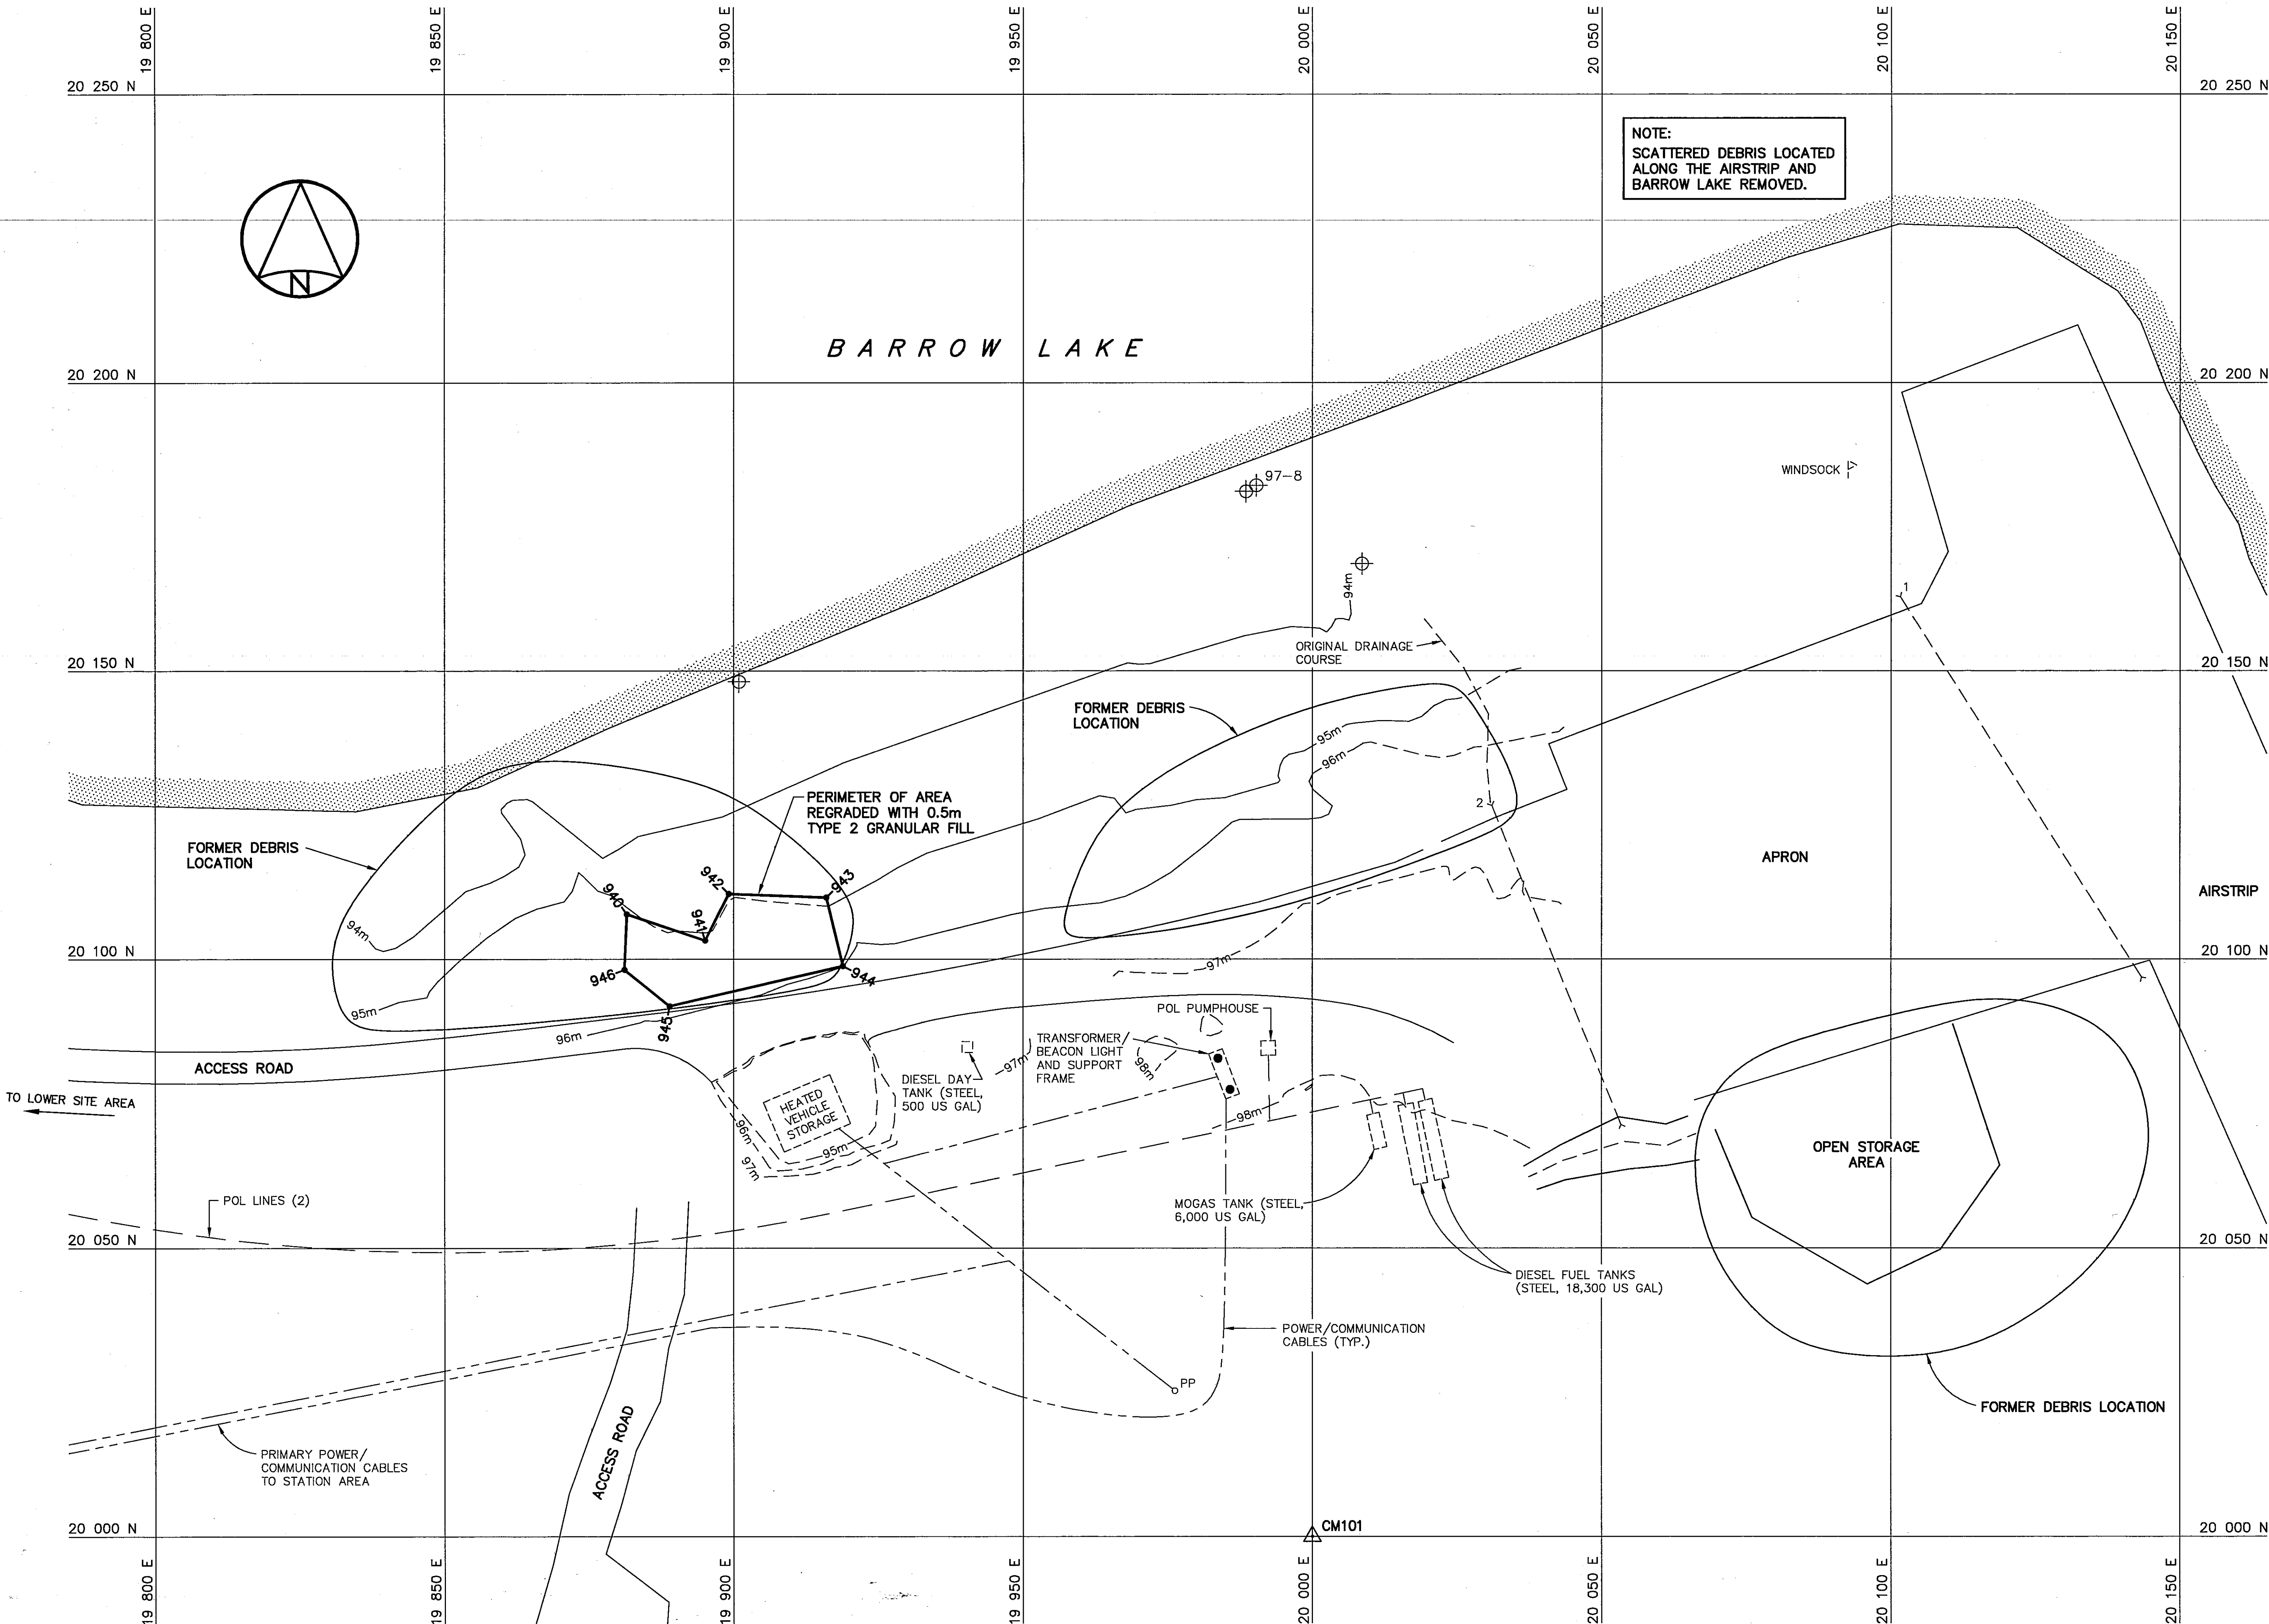 19 800 E
19 850 E
19 900 E
19 950 E
20 000 E
20 050 E
20 100 E
20 150 E
20 250 N
20 250 N
NOTE:
SCATTERED DEBRIS LOCATED
ALONG THE AIRSTRIP AND
BARROW LAKE REMOVED.
N
BARROW LAKE
20 200 N
20 200 N
97-8
WINDSOCK
94m
1
ORIGINAL DRAINAGE
COURSE
20 150 N
20 150 N
FORMER DEBRIS
LOCATION
95m
96m
2
PERIMETER OF AREA
REGRADED WITH 0.5m
TYPE 2 GRANULAR FILL
FORMER DEBRIS
LOCATION
APRON
AIRSTRIP
940
941
942
943
944
945
946
94m
95m
96m
20 100 N
20 100 N
97m
POL PUMPHOUSE
TRANSFORMER/
BEACON LIGHT
AND SUPPORT
FRAME
97m
98m
98m
ACCESS ROAD
DIESEL DAY
TANK (STEEL,
500 US GAL)
TO LOWER SITE AREA
HEATED
VEHICLE
STORAGE
96m
97m
95m
OPEN STORAGE
AREA
POL LINES (2)
MOGAS TANK (STEEL,
6,000 US GAL)
20 050 N
20 050 N
DIESEL FUEL TANKS
(STEEL, 18,300 US GAL)
POWER/COMMUNICATION
CABLES (TYP.)
PP
FORMER DEBRIS LOCATION
PRIMARY POWER/
COMMUNICATION CABLES
TO STATION AREA
ACCESS ROAD
CM101
20 000 N
20 000 N
19 800 E
19 850 E
19 900 E
19 950 E
20 000 E
20 050 E
20 100 E
20 150 E